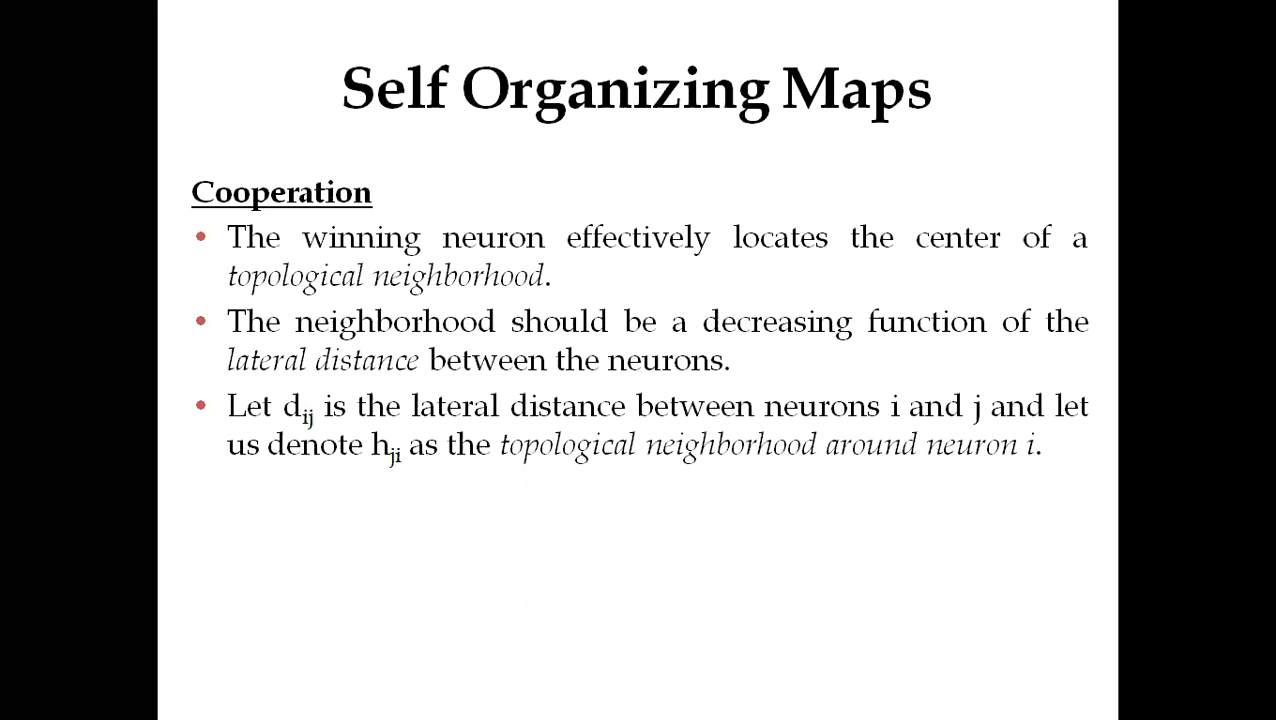 Self Organizing Maps
Cooperation
• The winning neuron effectively locates the center of a
topological neighborhood.
• The neighborhood should be a decreasing function of the
lateral distance between the neurons.
• Let dij is the lateral distance between neurons i and j and let
us denote hji as the topological neighborhood around neuron i.